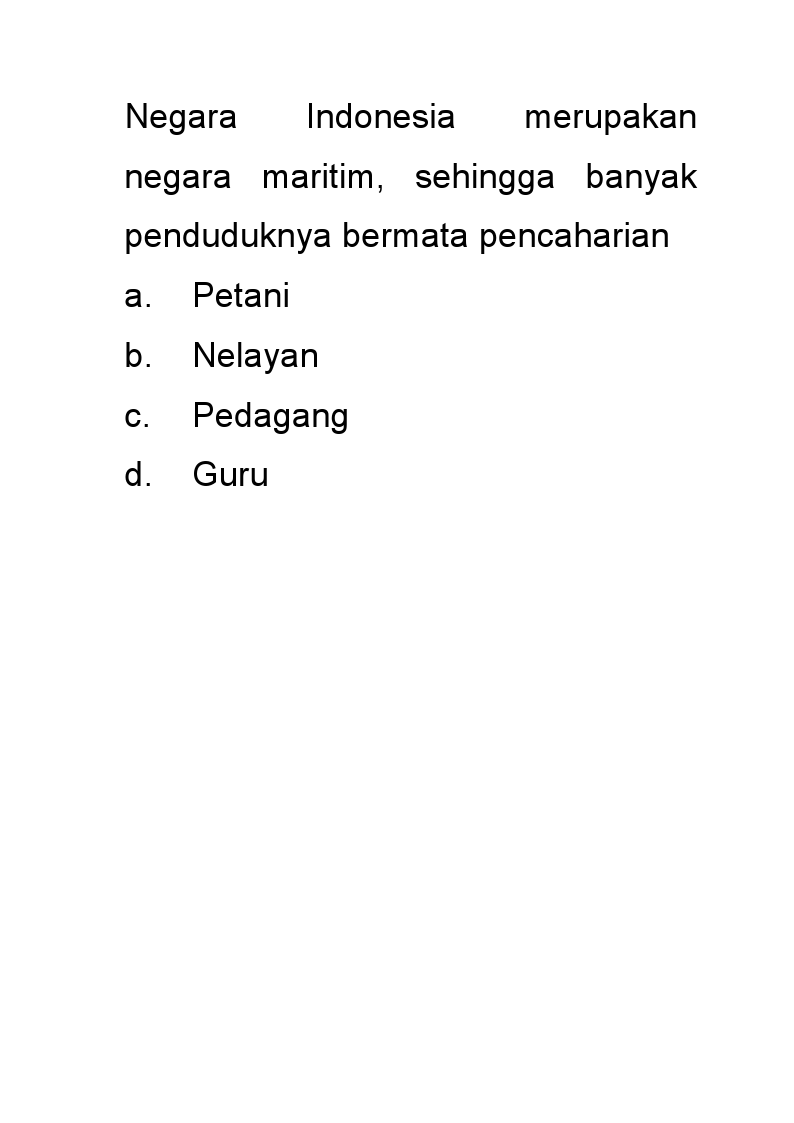 Negara Indonesia merupakan
negara maritim, sehingga banyak
penduduknya bermata pencaharian
a. Petani
b. Nelayan
c. Pedagang
d. Guru